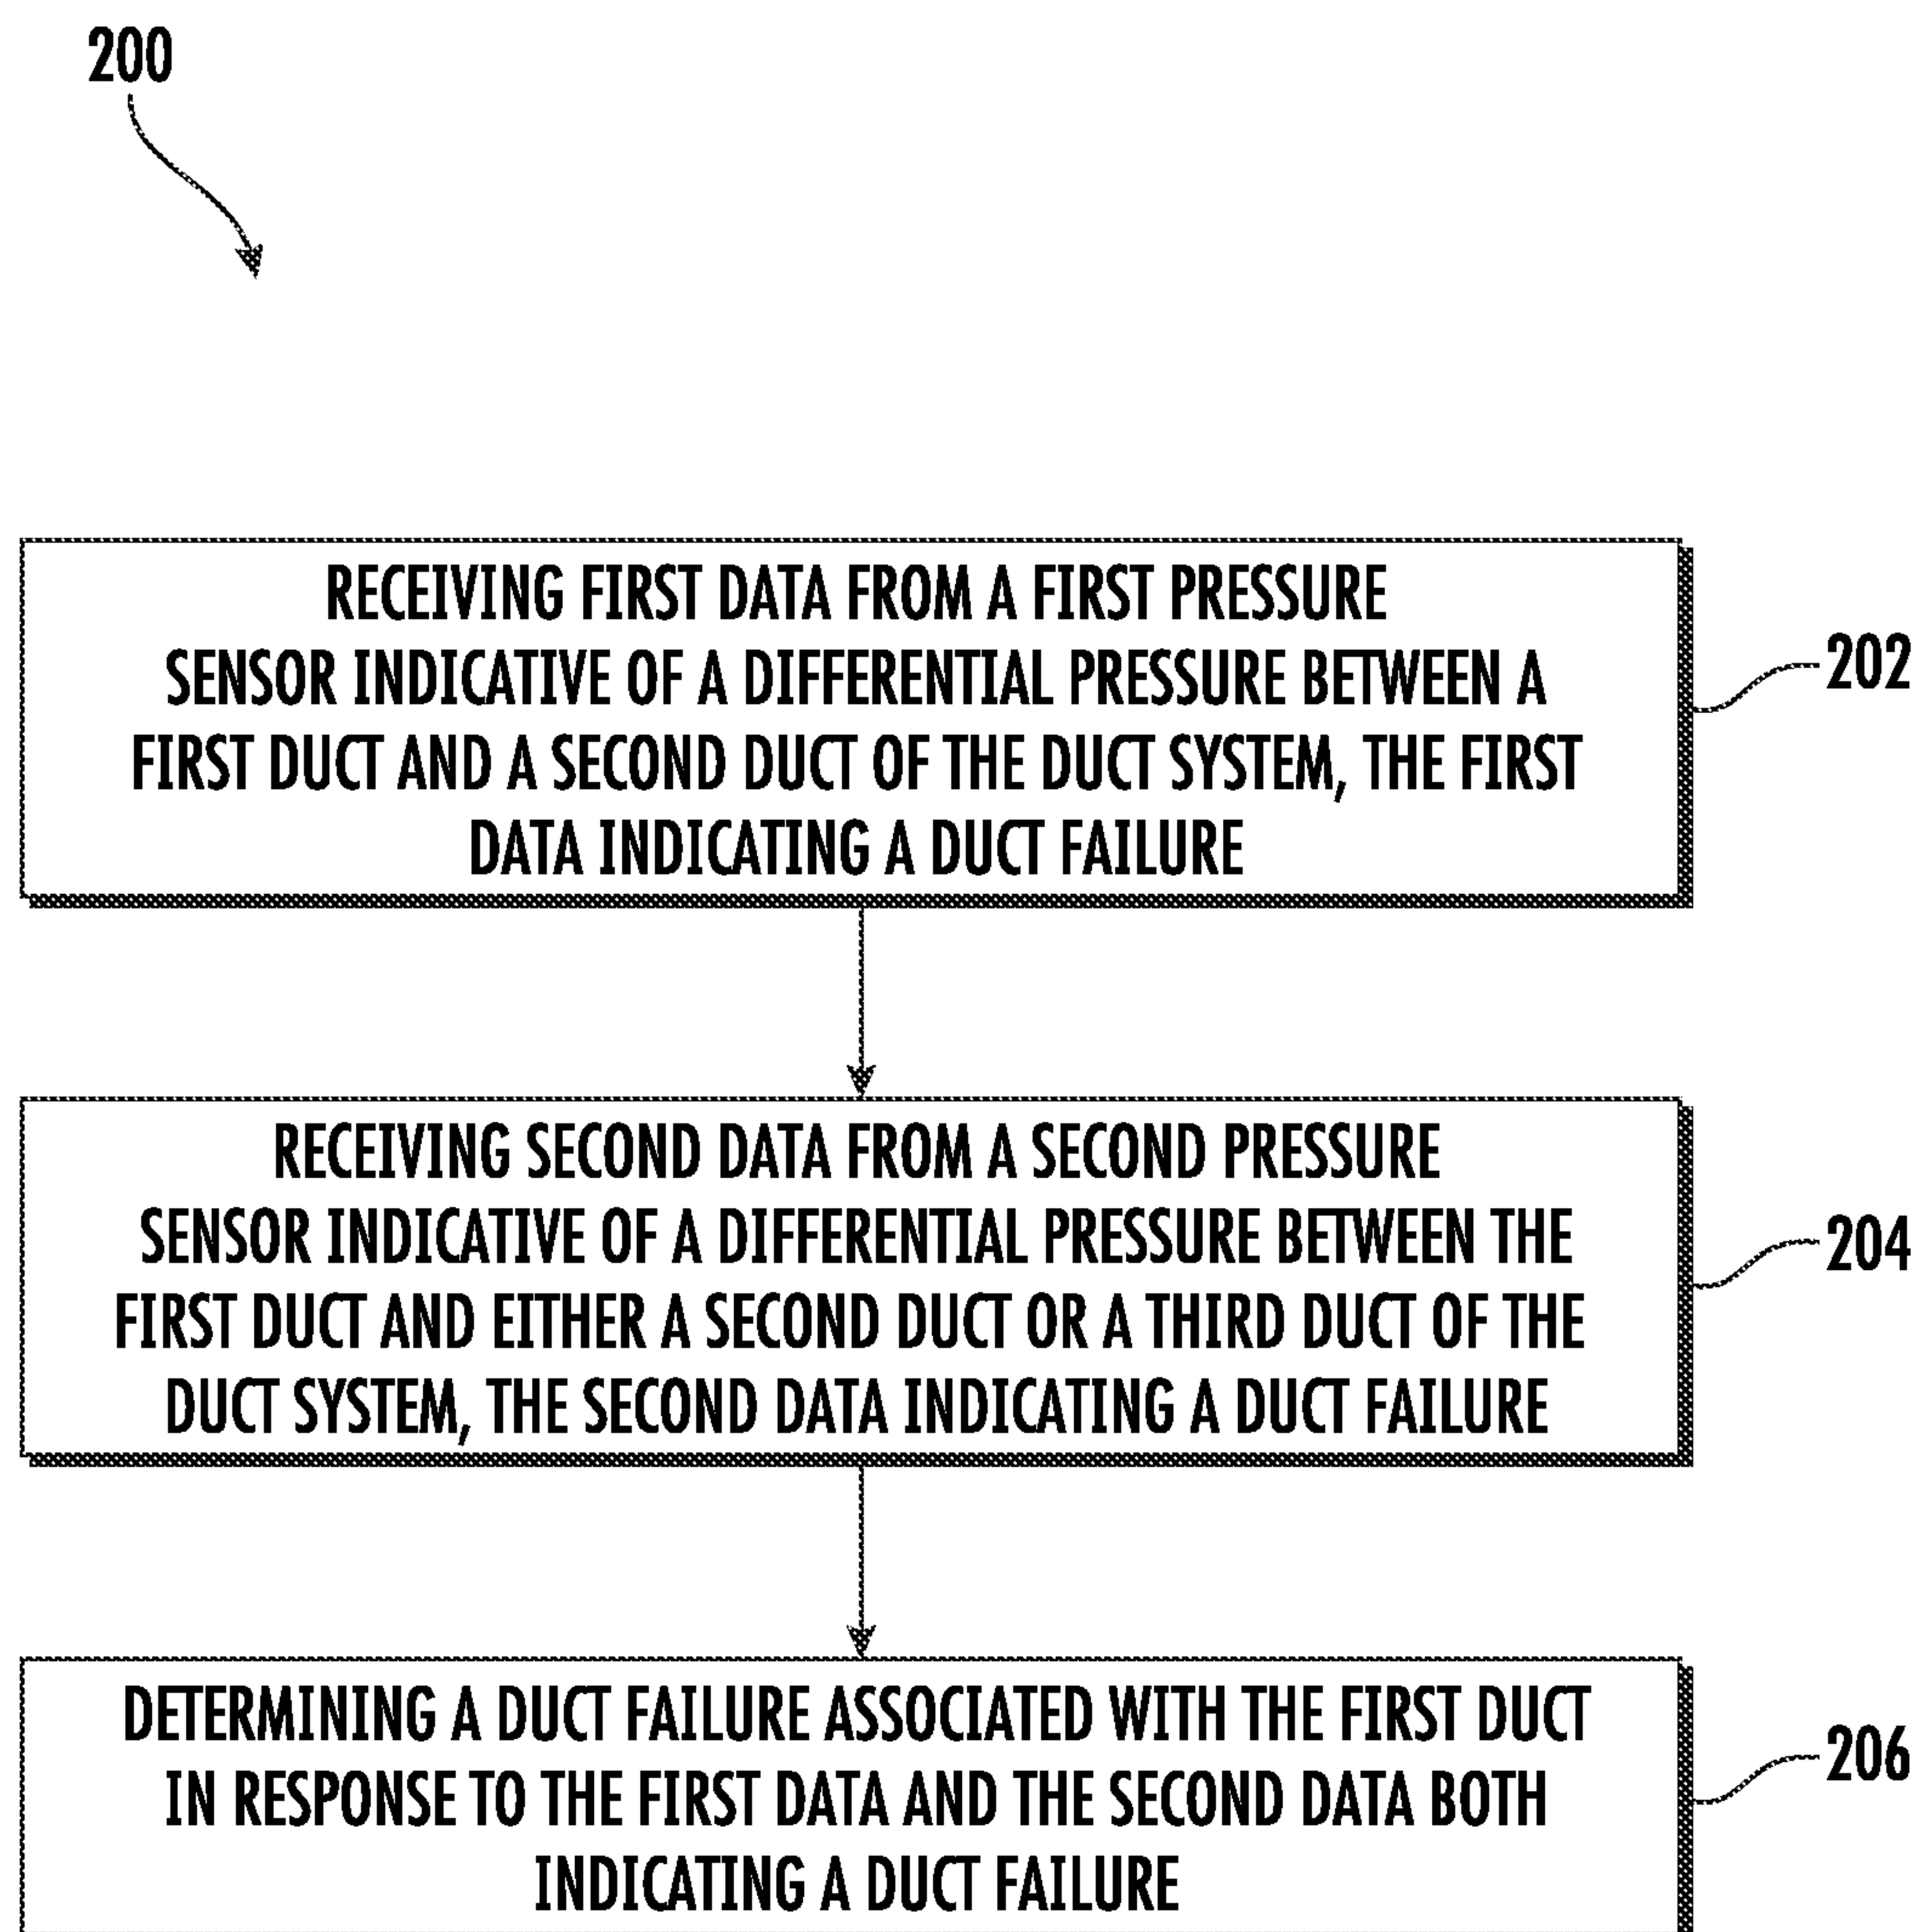 200
RECEIVING FIRST DATA FROM A FIRST PRESSURE
SENSOR INDICATIVE OF A DIFFERENTIAL PRESSURE BETWEEN A
FIRST DUCT AND A SECOND DUCT OF THE DUCT SYSTEM, THE FIRST
DATA INDICATING A DUCT FAILURE
202
RECEIVING SECOND DATA FROM A SECOND PRESSURE
SENSOR INDICATIVE OF A DIFFERENTIAL PRESSURE BETWEEN THE
FIRST DUCT AND EITHER A SECOND DUCT OR A THIRD DUCT OF THE
DUCT SYSTEM, THE SECOND DATA INDICATING A DUCT FAILURE
204
DETERMINING A DUCT FAILURE ASSOCIATED WITH THE FIRST DUCT
IN RESPONSE TO THE FIRST DATA AND THE SECOND DATA BOTH
INDICATING A DUCT FAILURE
206